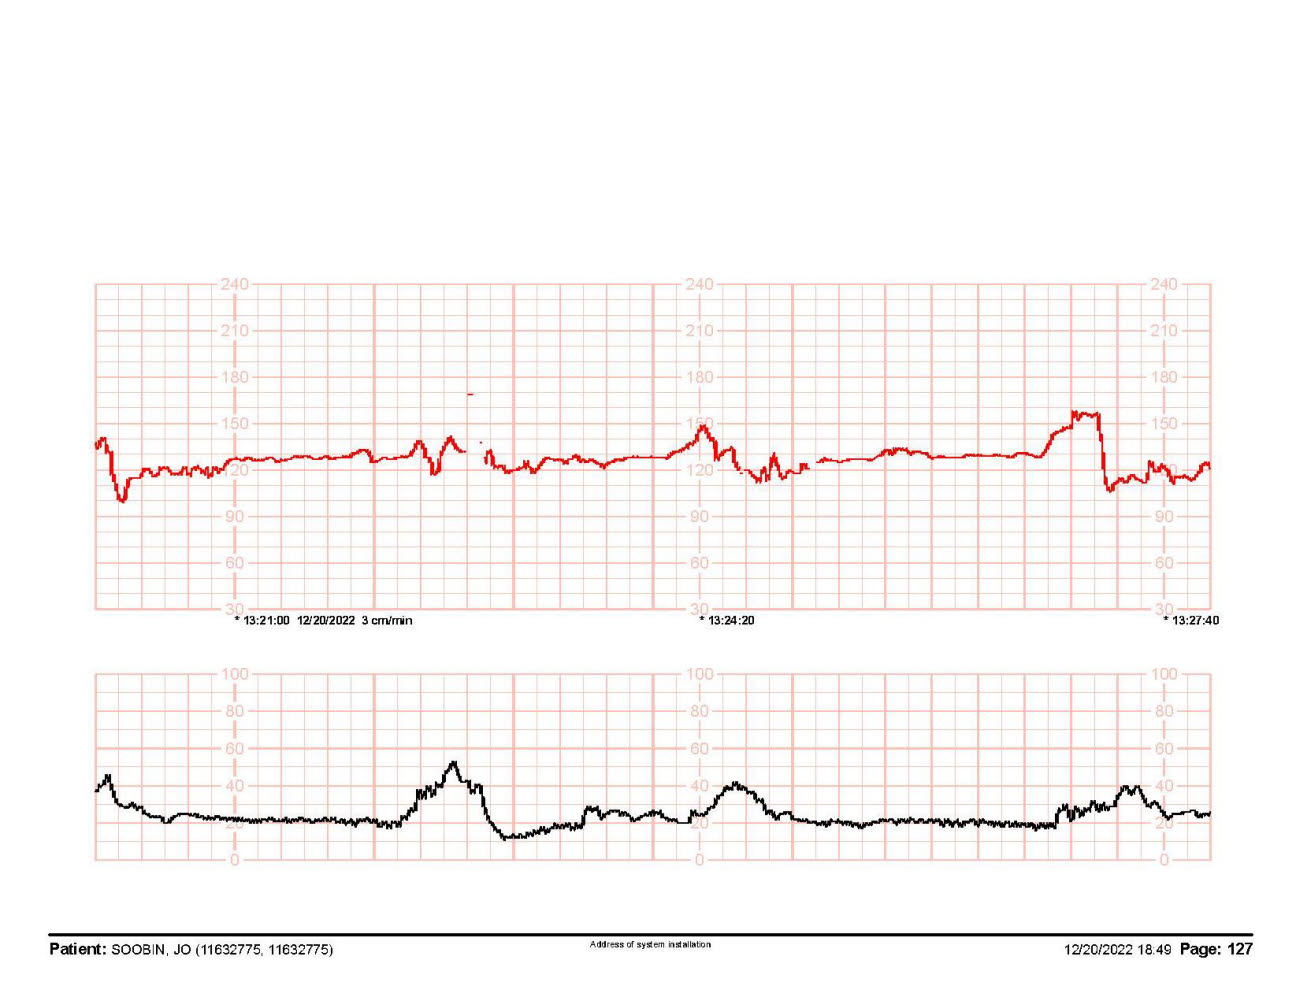 240 240 240
210 210 210
180 180 180
150 150 150
120 120 120
90 90 90
60 60 60
30 30 30
* 13:21:00 12/20/2022 3 cm/min * 13:24:20 * 13:27:40
100 100 100
80 80 80
60 60 60
40 40 40
20 20 20
0 0 0
Patient: SOOBIN, JO (11632775, 11632775) Address of system installation 12/20/2022 18:49 Page: 127